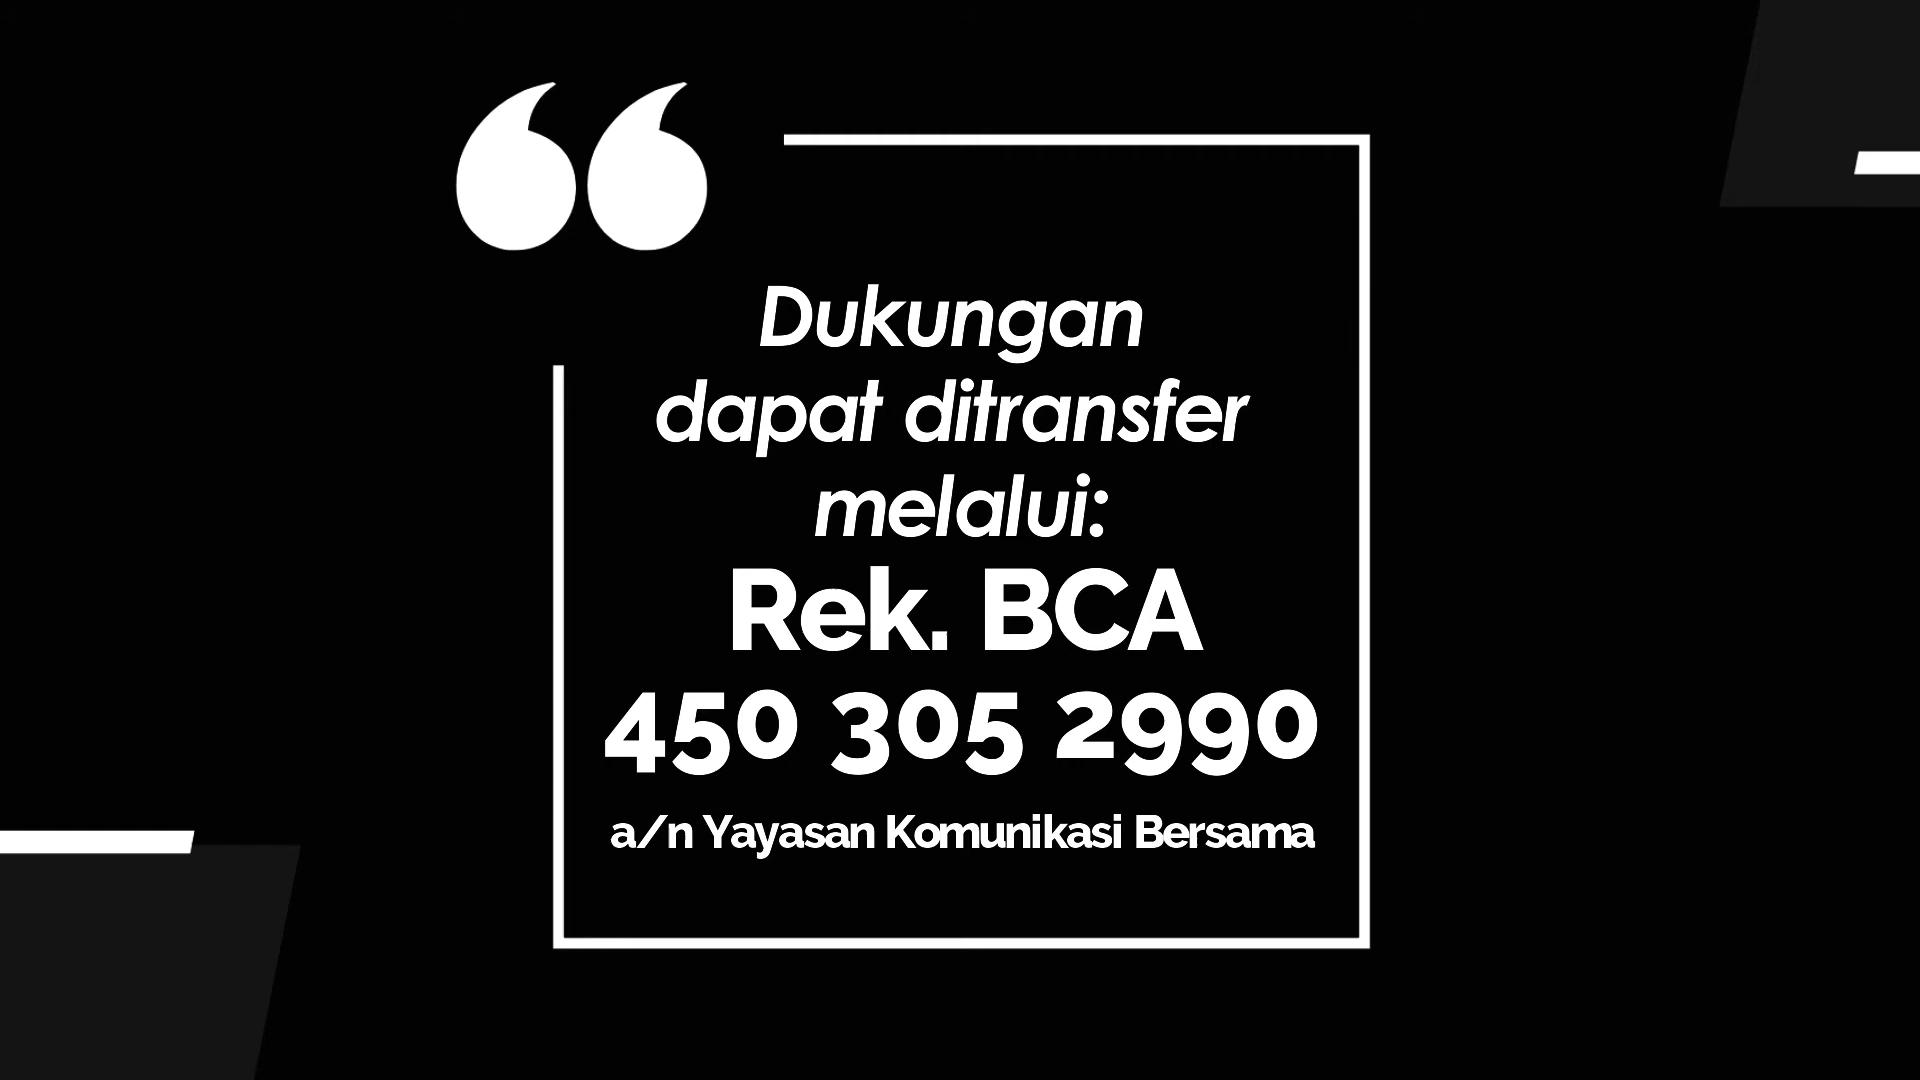 Dukungan
dapat ditransfer
melalui:
Rek. BCA
450 305 2990
a/n Yayasan Komunikasi Bersama